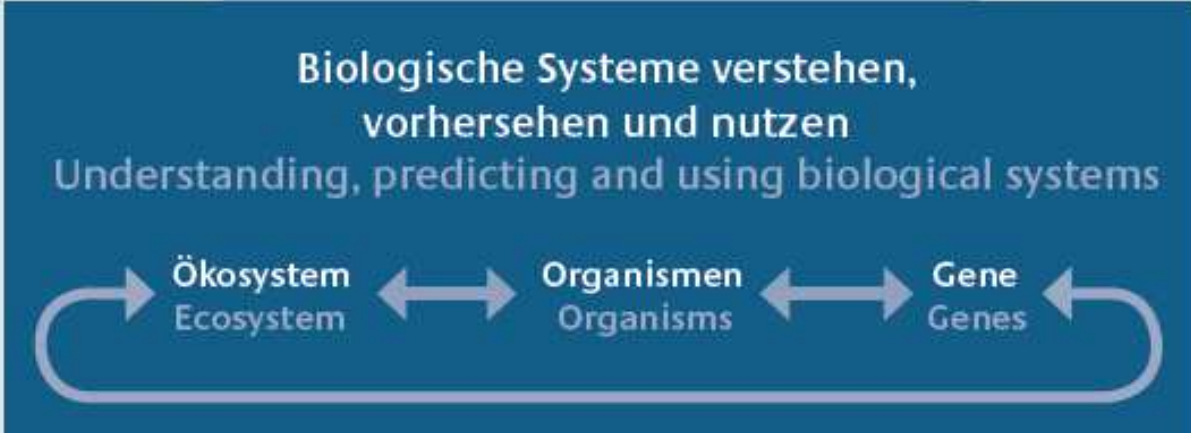 Biologische Systeme verstehen,
vorhersehen und nutzen
Understanding, predicting and using biological systems
Ökosystem
Ecosystem
Organismen
Organisms
Gene
Genes